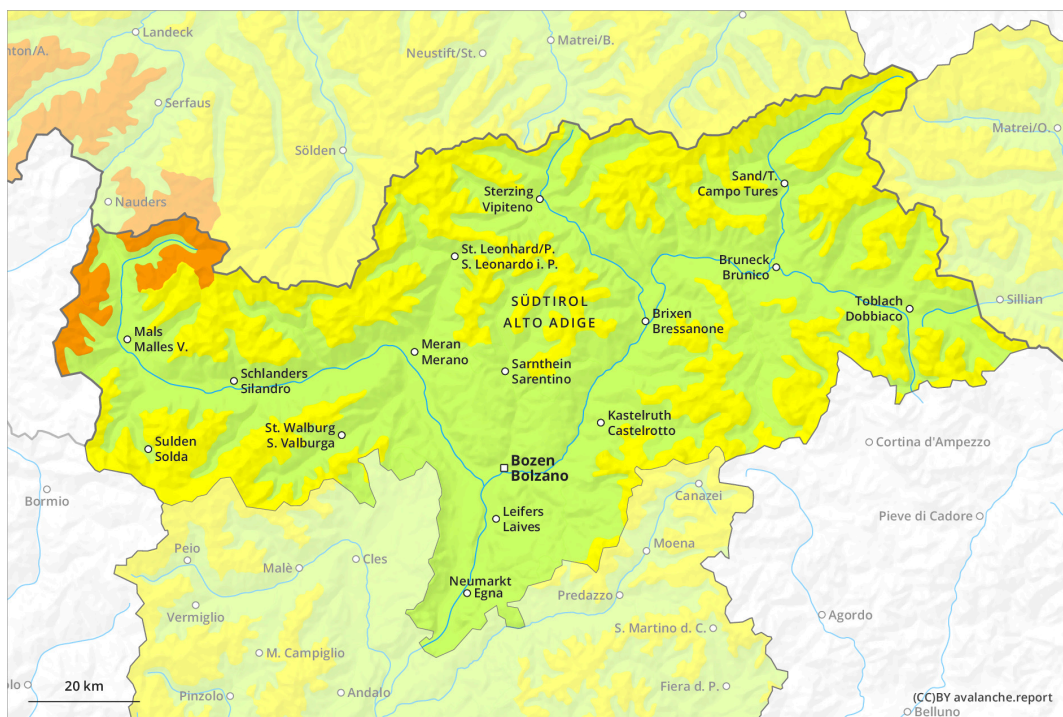 Landeck
nton/A.
Neustift/St.
Matrei/B.
Serfaus
Matrei/O.
Sölden
Sand/T.
Campo Tures
Sterzing
Vipiteno
Nauders
St. Leonhard/P.
S. Leonardo i. P.
Bruneck
Brunico
SÜDTIROL
ALTO ADIGE
Toblach
Dobbiaco
Sillian
Brixen
Bressanone
Mals
Malles V.
Meran
Merano
Sarnthein
Sarentino
Schlanders
Silandro
Kastelruth
Castelrotto
St. Walburg
S. Valburga
Sulden
Solda
Cortina d'Ampezzo
Bozen
Bolzano
Bormio
Canazei
Leifers
Laives
Pieve di Cadore
Peio
Cles
Moena
Malè
Neumarkt
Egna
Predazzo
Vermiglio
Agordo
S. Martino d. C.
M. Campiglio
olo
20 km
Pinzolo
Andalo
Fiera d. P.
(CC)BY avalanche.report
Belluno